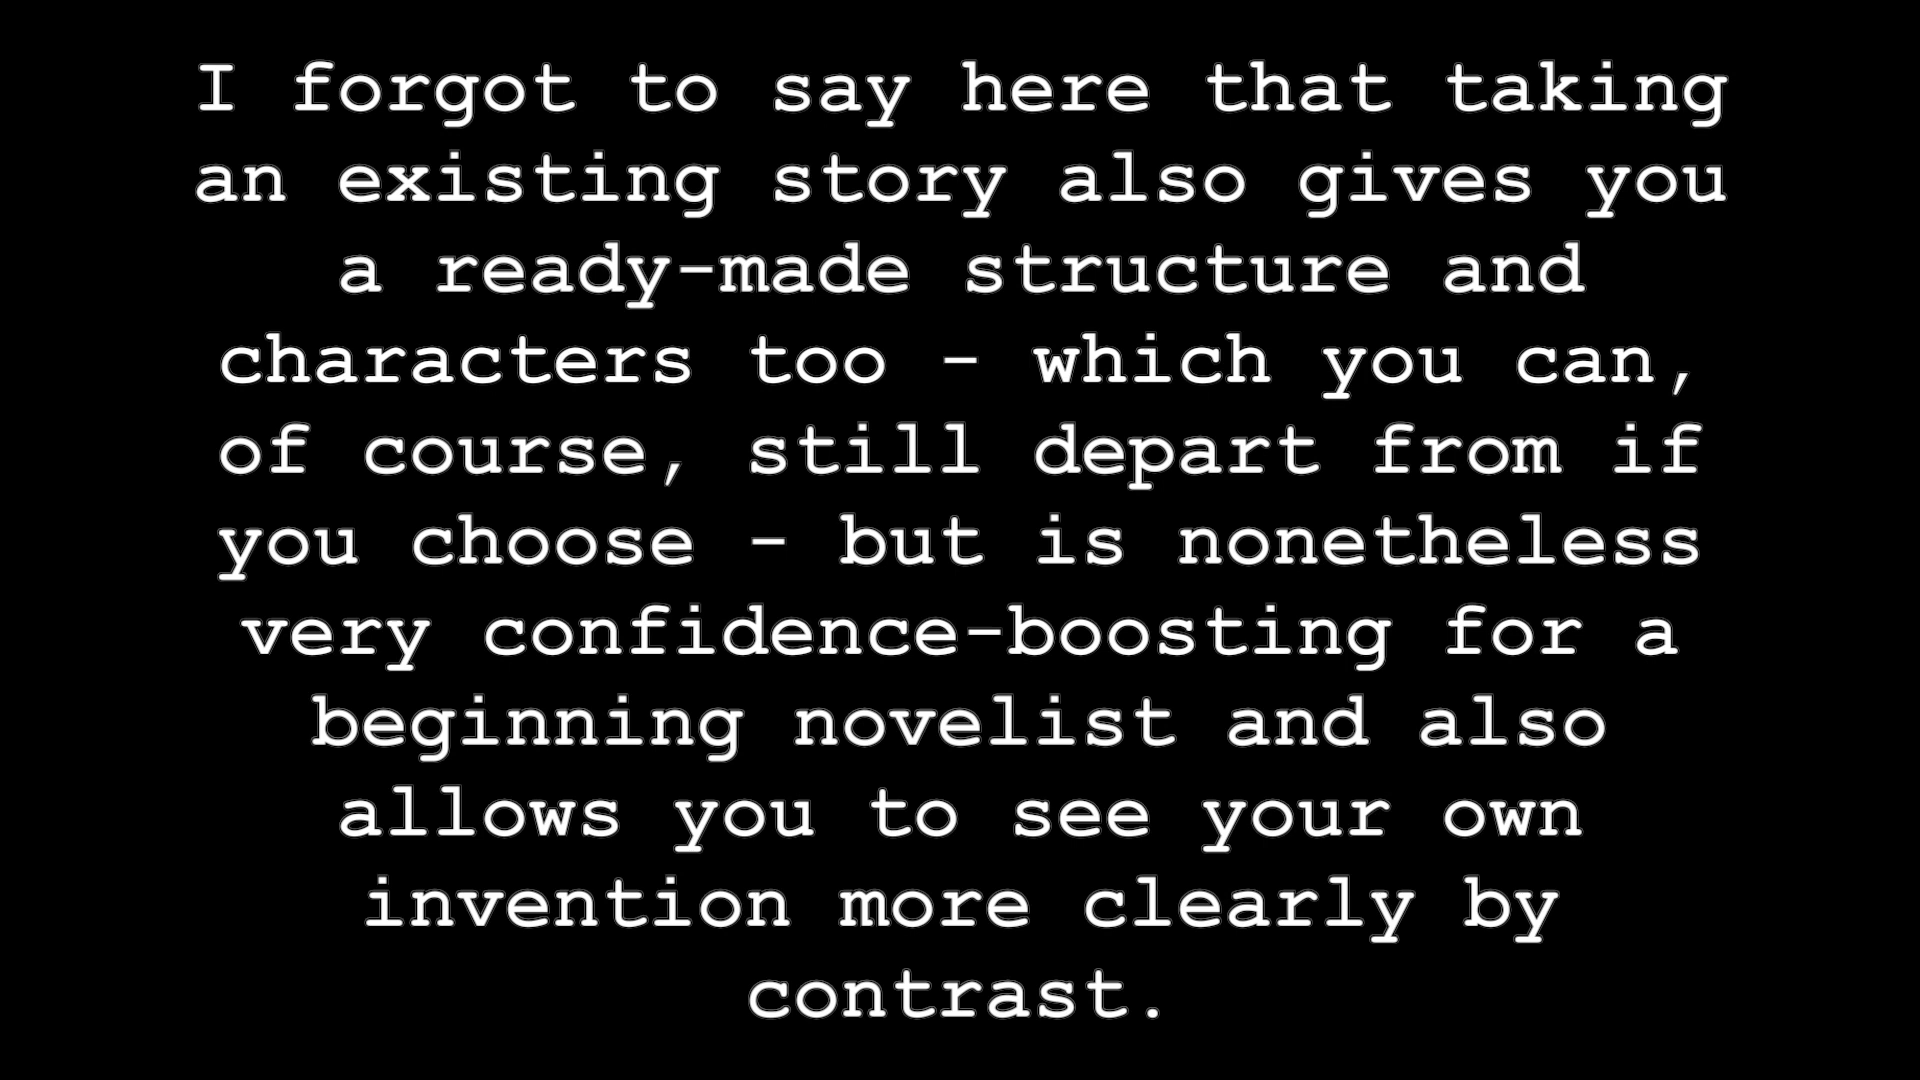 I forgot to say here that taking
an existing story also gives you
a ready-made structure and
characters too - which you can,
of course, still depart from if
you choose - but is nonetheless
very confidence-boosting for a
beginning novelist and also
allows you to see your own
invention more clearly by
contrast.